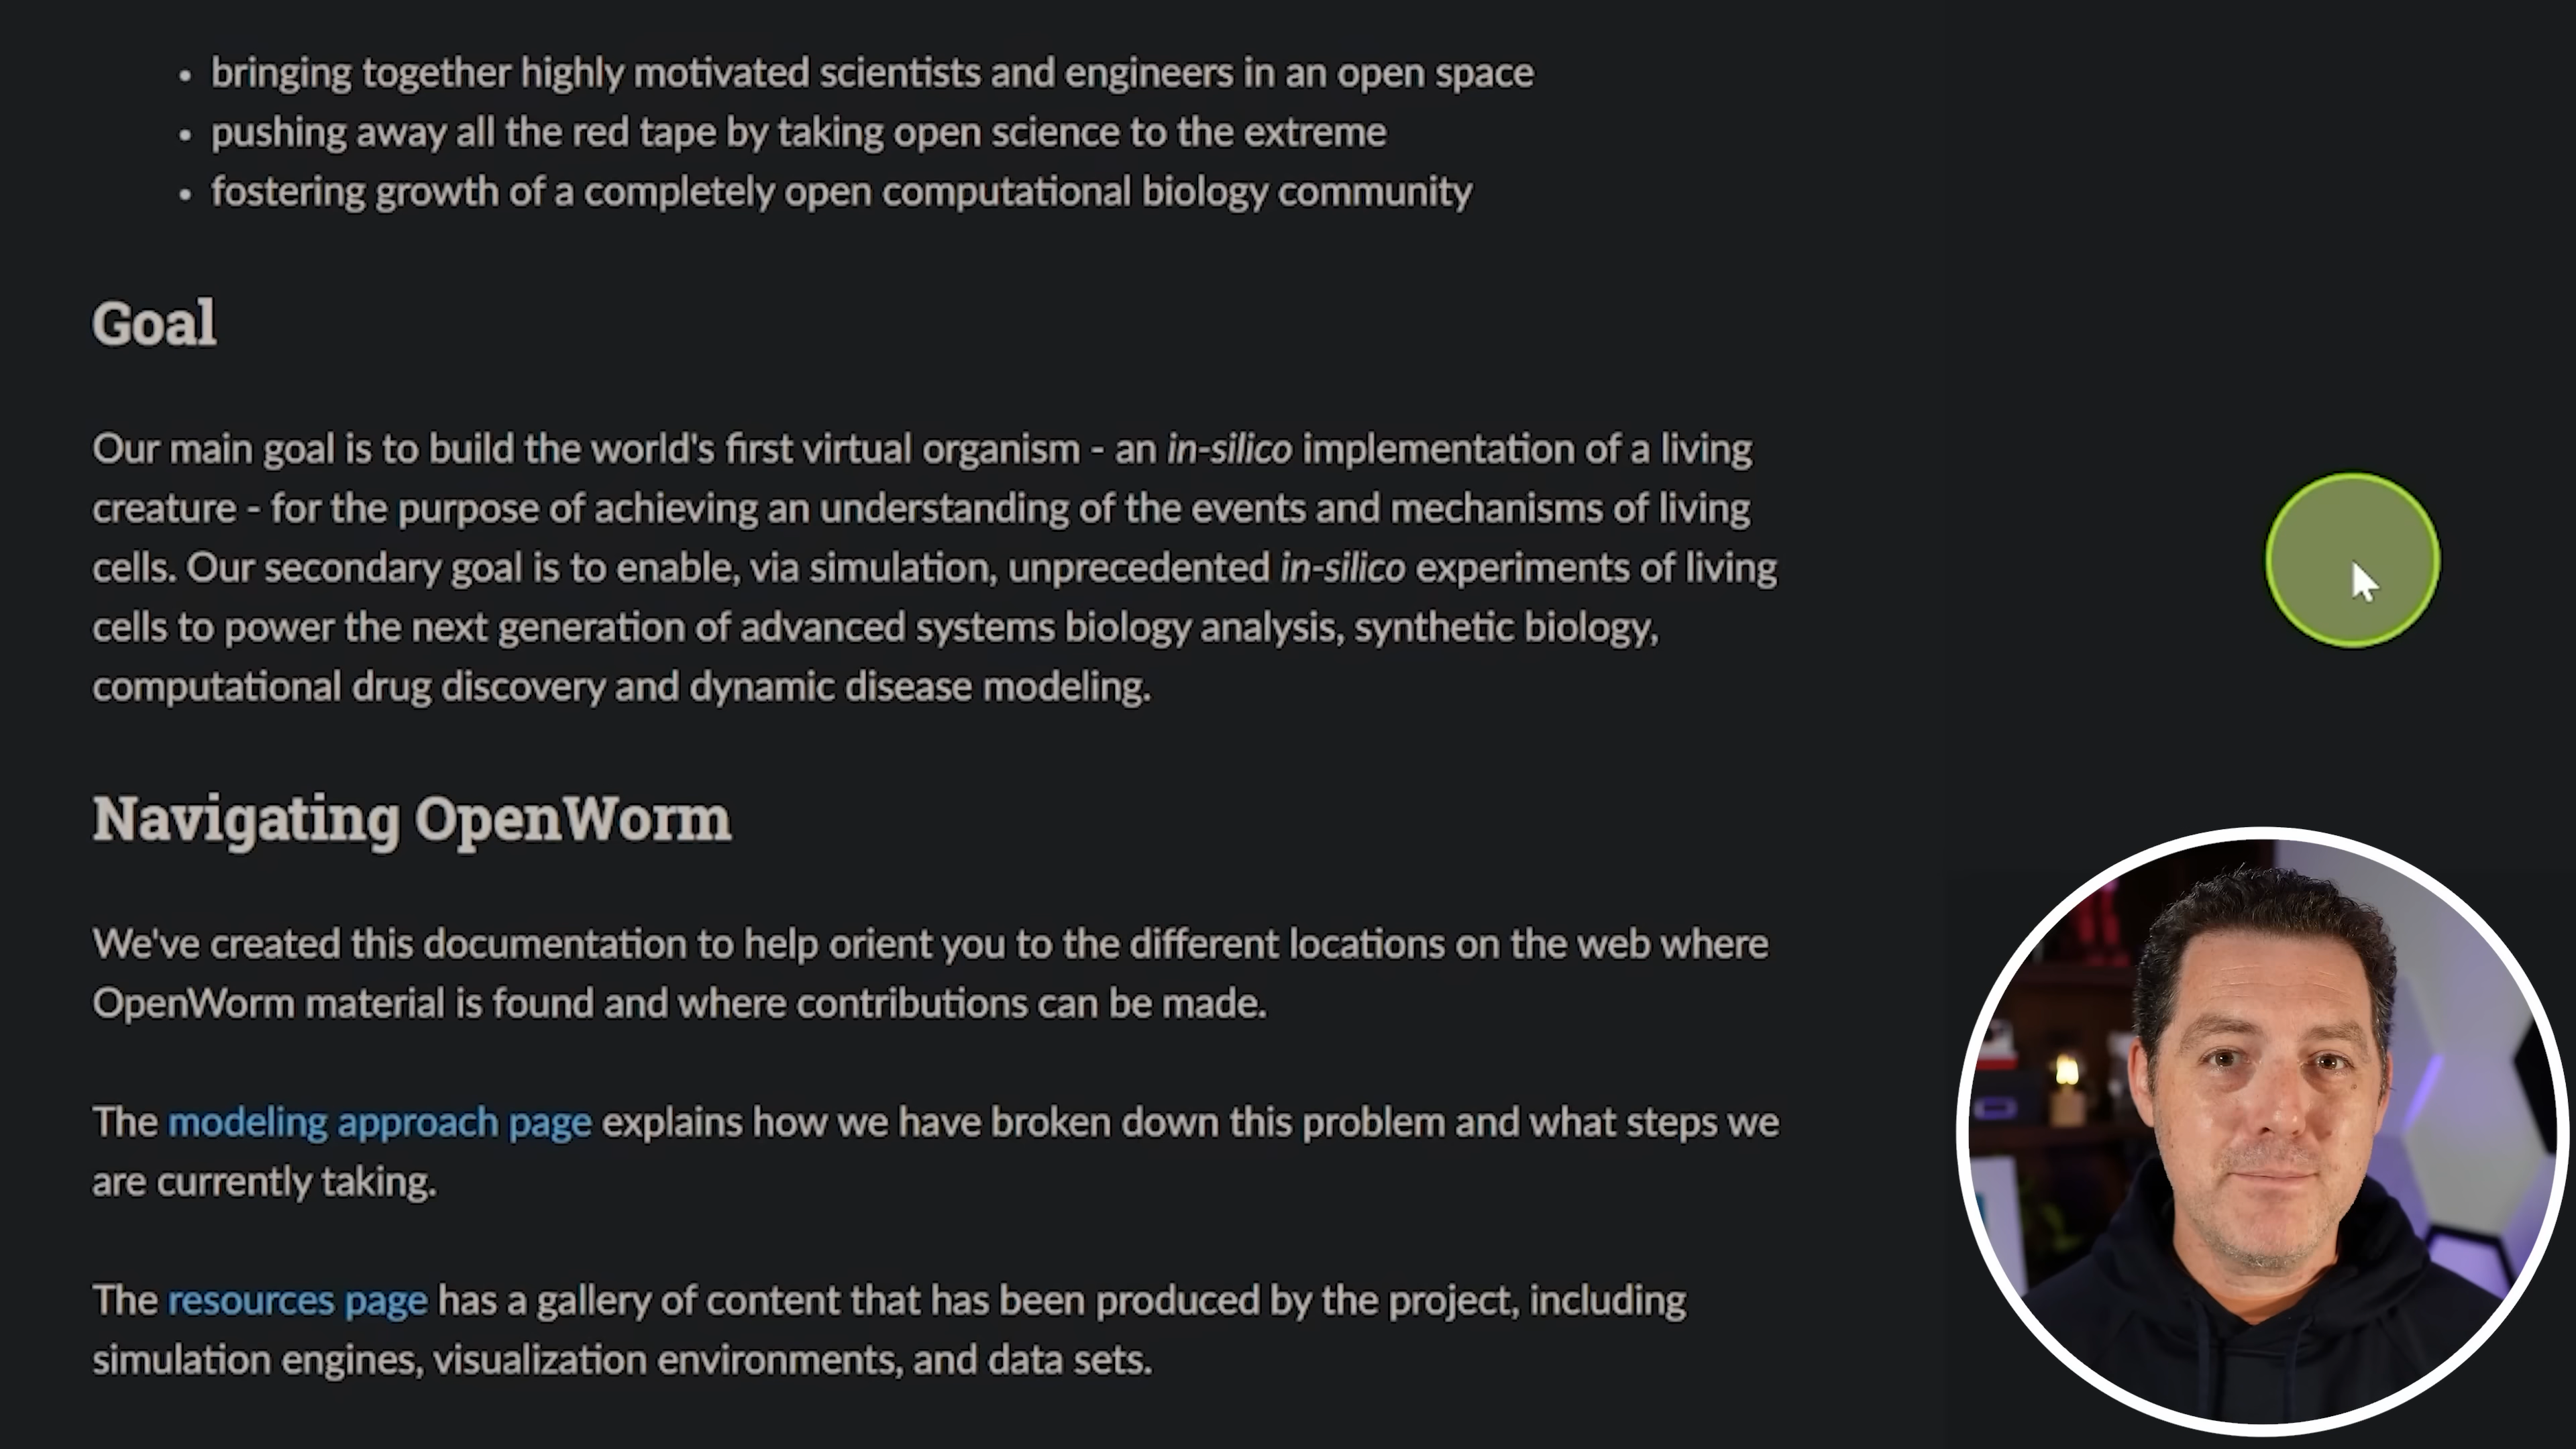 • bringing together highly motivated scientists and engineers in an open space
• pushing away all the red tape by taking open science to the extreme
• fostering growth of a completely open computational biology community
Goal
Our main goal is to build the world's first virtual organism - an in-silico implementation of a living
creature - for the purpose of achieving an understanding of the events and mechanisms of living
cells. Our secondary goal is to enable, via simulation, unprecedented in-silico experiments of living
cells to power the next generation of advanced systems biology analysis, synthetic biology,
computational drug discovery and dynamic disease modeling.
Navigating OpenWorm
We've created this documentation to help orient you to the different locations on the web where
OpenWorm material is found and where contributions can be made.
The modeling approach page explains how we have broken down this problem and what steps we
are currently taking.
The resources page has a gallery of content that has been produced by the project, including
simulation engines, visualization environments, and data sets.